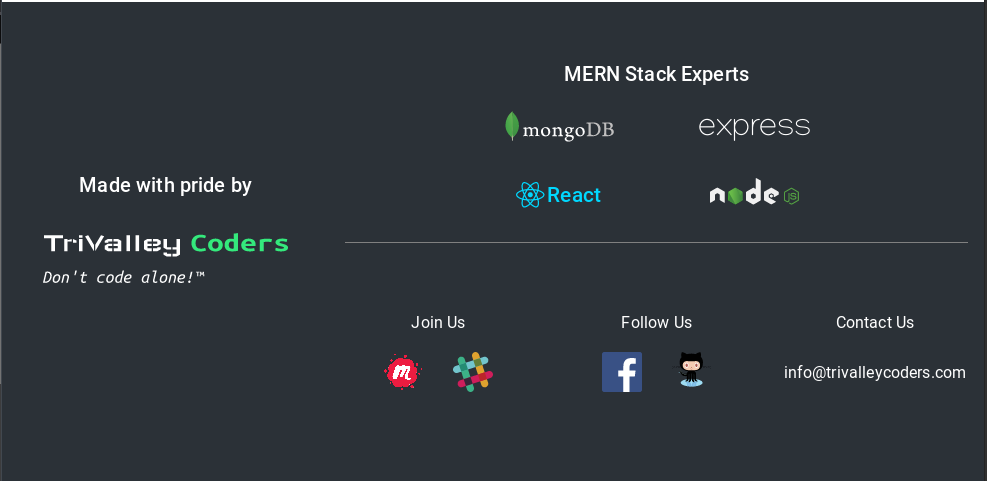 MERN Stack Experts
mongoDB
express
Made with pride by
React
node
JS
TriValley Coders
Don't code alone!™
Join Us
Follow Us
Contact Us
m
f
info@trivalleycoders.com